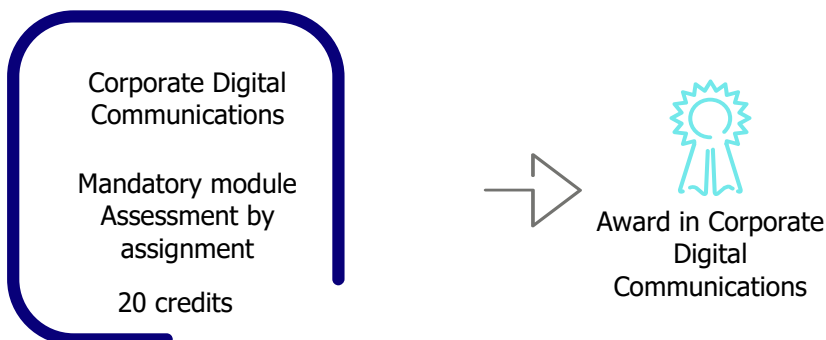 Corporate Digital
Communications
Mandatory module
Assessment by
assignment
20 credits
Award in Corporate
Digital
Communications